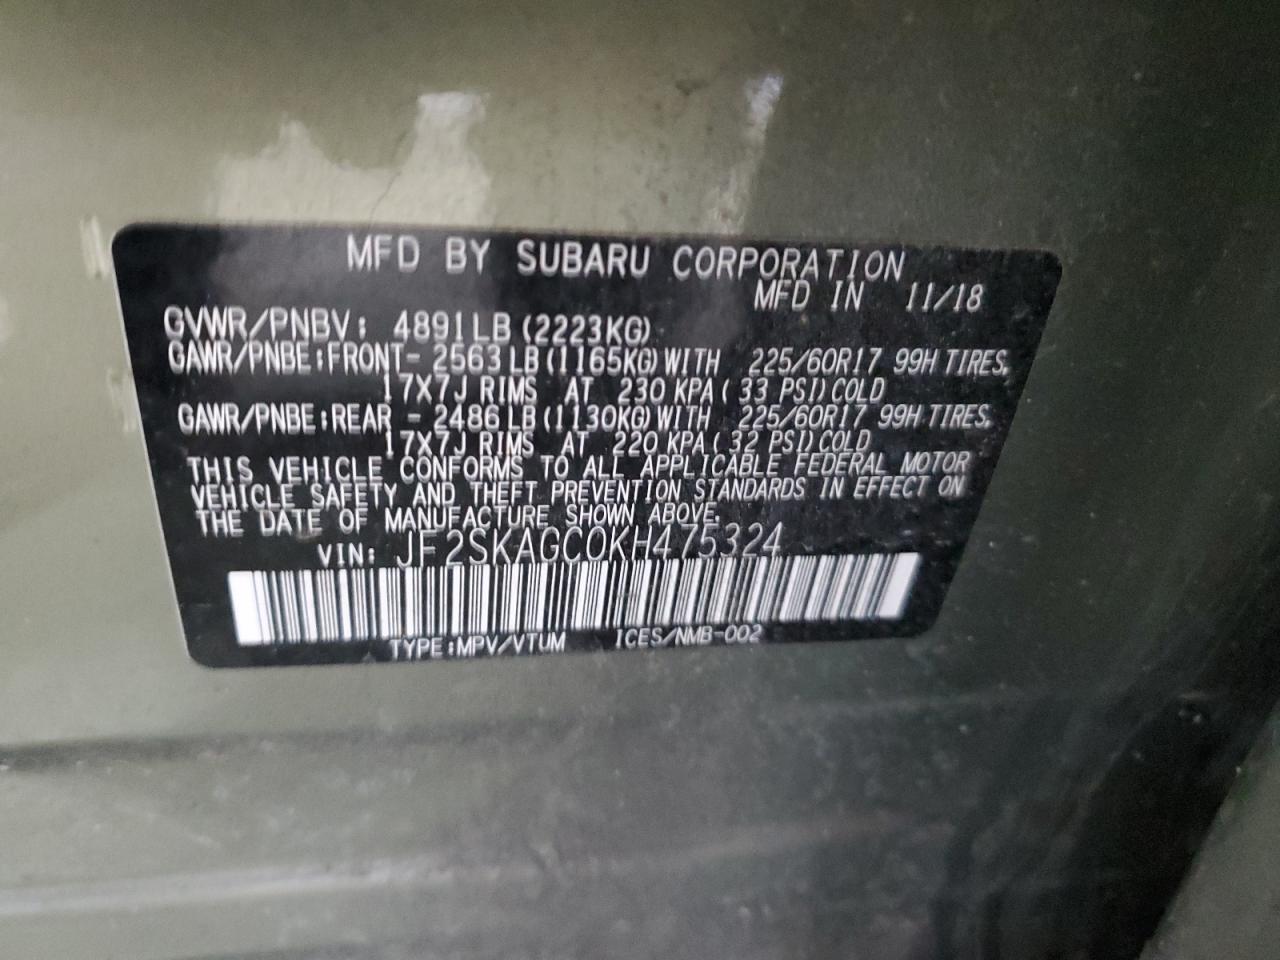 MFD BY SUBARU CORPORATION
MFD IN 11/18
GVWR/PNBV: 4891LB (2223KG)
GAWR/PNBE:FRONT- 2563 LB (1165KG) WITH 225/60R17 99H TIRES,
17X7J RIMS AT 230 KPA ( 33 PSI) COLD
GAWR/PNBE:REAR - 2486 LB (1130KG) WITH 225/60R17 99H TIRES,
17X7J RIMS AT 220 KPA ( 32 PSI) COLD
THIS VEHICLE CONFORMS TO ALL APPLICABLE FEDERAL MOTOR
VEHICLE SAFETY AND THEFT PREVENTION STANDARDS IN EFFECT ON
THE DATE OF MANUFACTURE SHOWN ABOVE.
VIN: JF2SKAGC0KH475324
TYPE:MPV/VTUM ICES/NMB-002